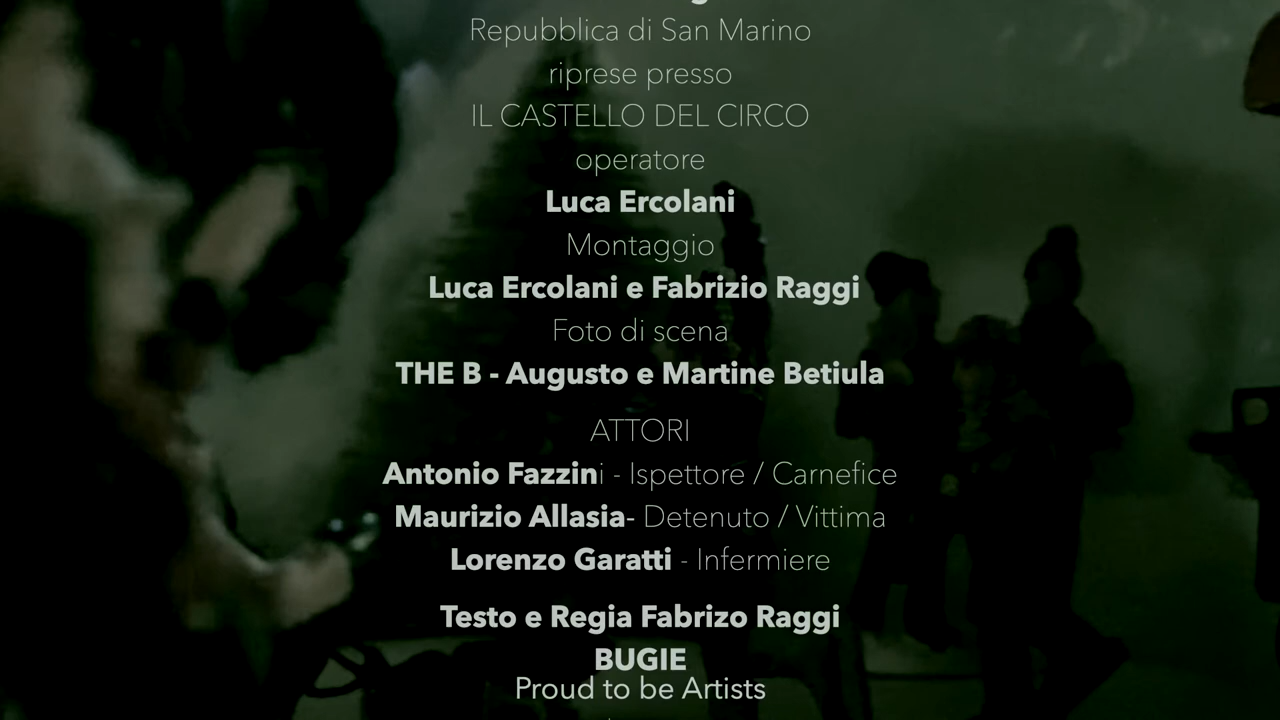 Repubblica di San Marino
riprese presso
IL CASTELLO DEL CIRCO
operatore
Luca Ercolani
Montaggio
Luca Ercolani e Fabrizio Raggi
Foto di scena
THE B - Augusto e Martine Betiula
ATTORI
Antonio Fazzini - Ispettore / Carnefice
Maurizio Allasia- Detenuto / Vittima
Lorenzo Garatti - Infermiere
Testo e Regia Fabrizo Raggi
BUGIE
Proud to be Artists